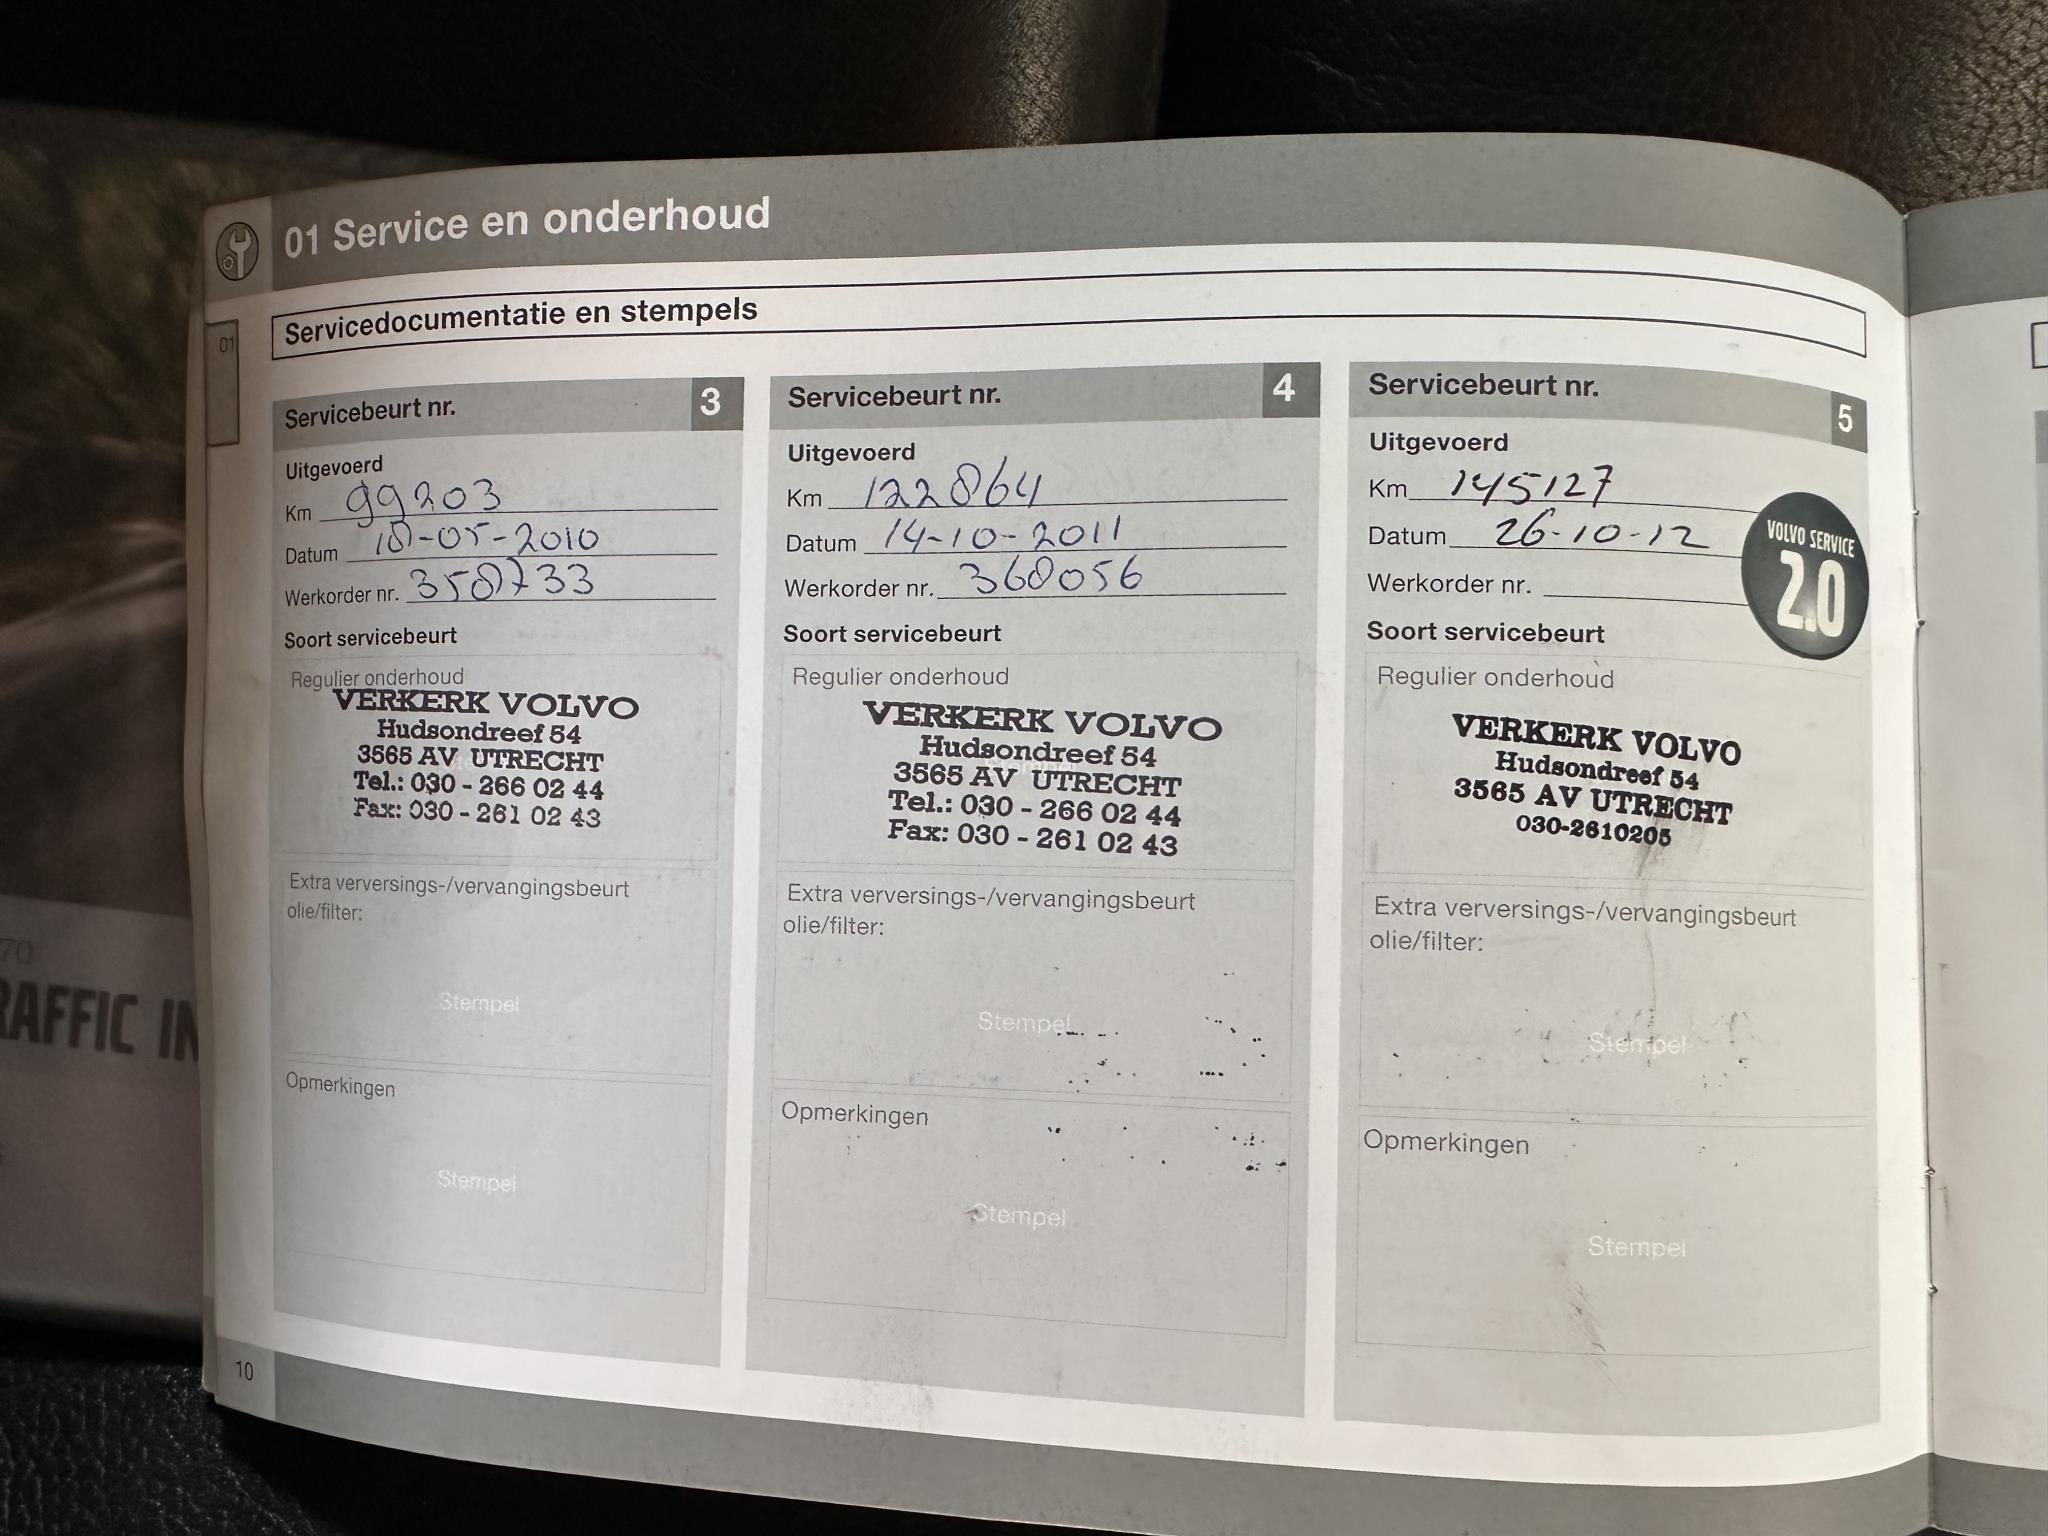 01 Service en onderhoud
01
Servicedocumentatie en stempels
Servicebeurt nr. 3
Uitgevoerd
Km 99203
Datum 18-05-2010
Werkorder nr. 358733
Soort servicebeurt
Regulier onderhoud
VERKERK VOLVO
Hudsondreef 54
3565 AV UTRECHT
Tel.: 030 - 266 02 44
Fax: 030 - 261 02 43
Extra verversings-/vervangingsbeurt
olie/filter:
Stempel
Opmerkingen
Stempel
Servicebeurt nr. 4
Uitgevoerd
Km 122864
Datum 14-10-2011
Werkorder nr. 368056
Soort servicebeurt
Regulier onderhoud
VERKERK VOLVO
Hudsondreef 54
3565 AV UTRECHT
Tel.: 030 - 266 02 44
Fax: 030 - 261 02 43
Extra verversings-/vervangingsbeurt
olie/filter:
Stempel
Opmerkingen
Stempel
Servicebeurt nr. 5
Uitgevoerd
Km 145127
Datum 26-10-12
Werkorder nr.
VOLVO SERVICE
2.0
Soort servicebeurt
Regulier onderhoud
VERKERK VOLVO
Hudsondreef 54
3565 AV UTRECHT
030-2610205
Extra verversings-/vervangingsbeurt
olie/filter:
Stempel
Opmerkingen
Stempel
10
70
RAFFIC IN